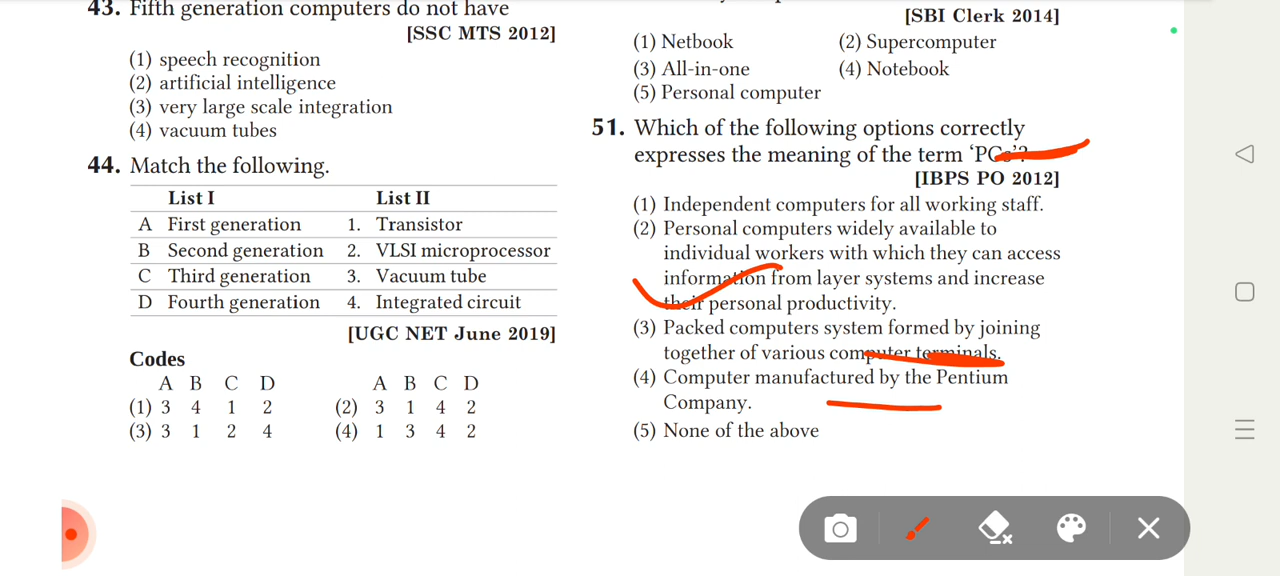 43. Fifth generation computers do not have
[SSC MTS 2012]
(1) speech recognition
(2) artificial intelligence
(3) very large scale integration
(4) vacuum tubes
44. Match the following.
List I List II
A First generation 1. Transistor
B Second generation 2. VLSI microprocessor
C Third generation 3. Vacuum tube
D Fourth generation 4. Integrated circuit
[UGC NET June 2019]
Codes
A B C D A B C D
(1) 3 4 1 2 (2) 3 1 4 2
(3) 3 1 2 4 (4) 1 3 4 2
[SBI Clerk 2014]
(1) Netbook (2) Supercomputer
(3) All-in-one (4) Notebook
(5) Personal computer
51. Which of the following options correctly
expresses the meaning of the term ‘PCs’?
[IBPS PO 2012]
(1) Independent computers for all working staff.
(2) Personal computers widely available to
individual workers with which they can access
information from layer systems and increase
their personal productivity.
(3) Packed computers system formed by joining
together of various computer terminals.
(4) Computer manufactured by the Pentium
Company.
(5) None of the above